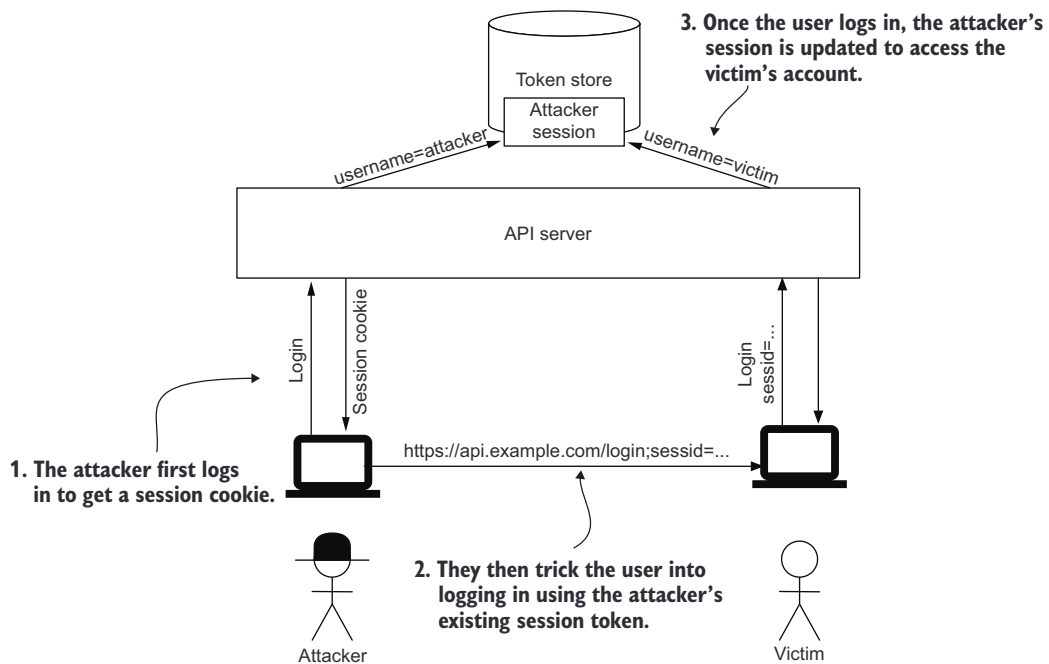 3. Once the user logs in, the attacker’s
session is updated to access the
victim’s account.
Token store
Attacker
session
username=attacker
username=victim
API server
Login
Session cookie
Login
sessid=...
https://api.example.com/login;sessid=...
1. The attacker first logs
in to get a session cookie.
2. They then trick the user into
logging in using the attacker’s
existing session token.
Attacker
Victim